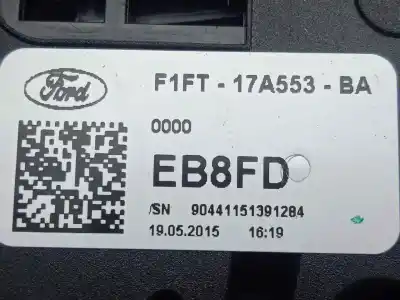 Ford
F1FT - 17A553 - BA
0000
EB8FD
/SN 90441151391284
19.05.2015 16:19